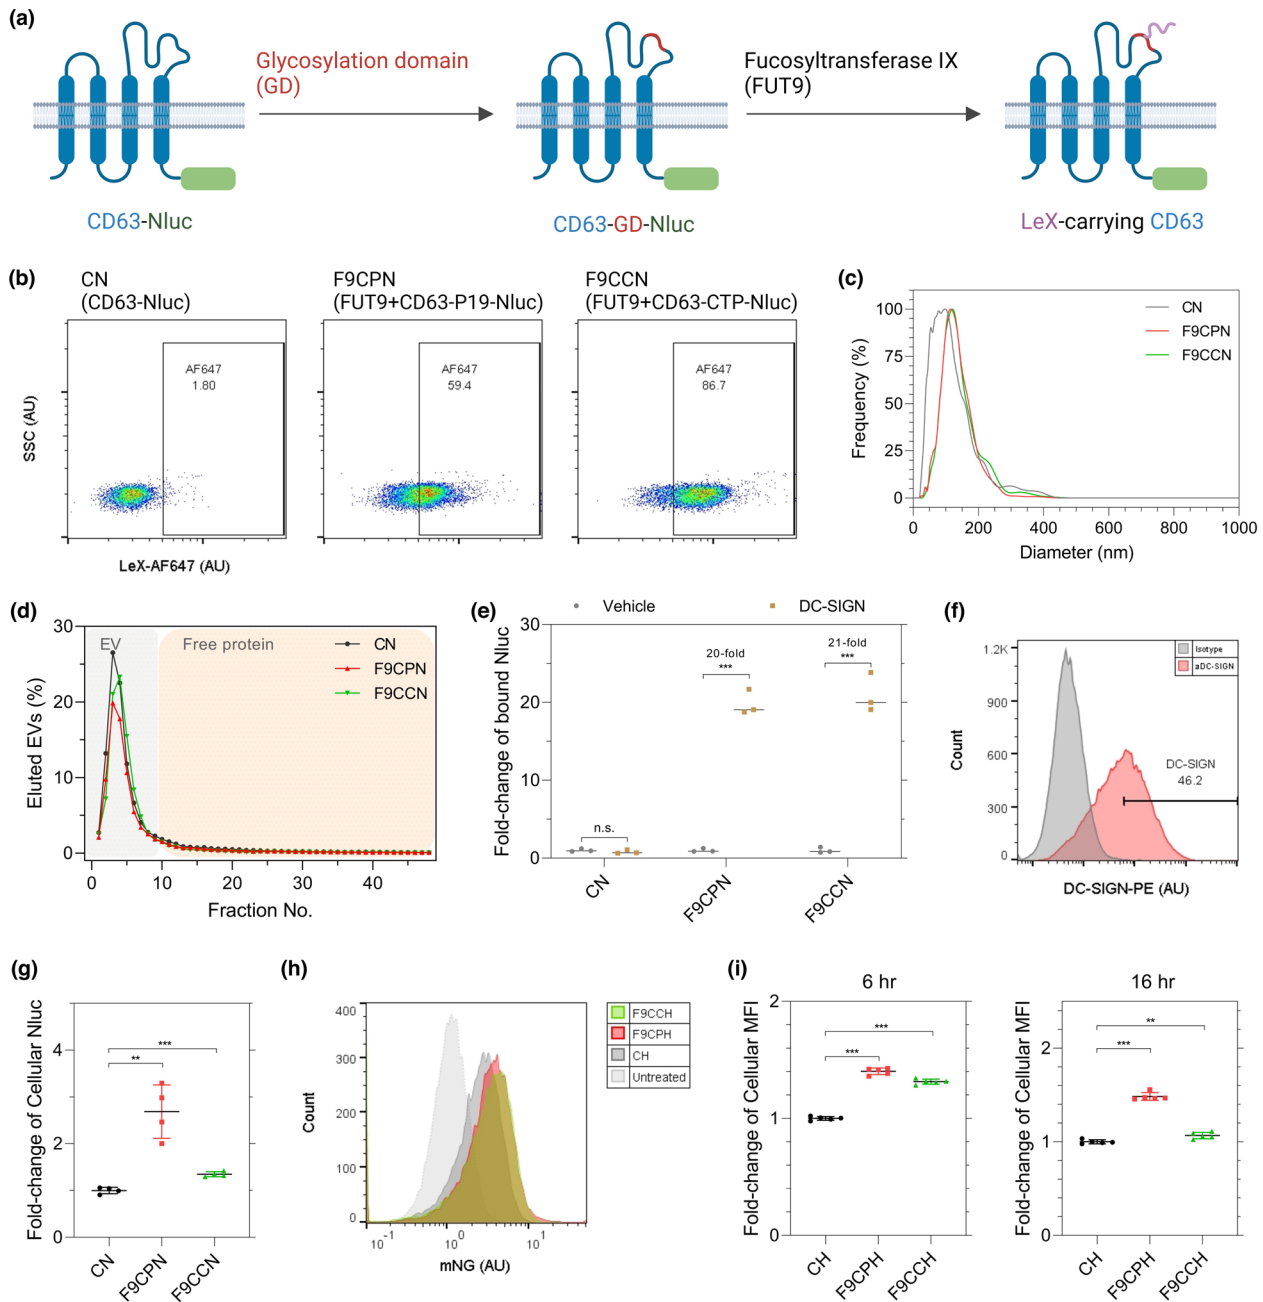 (a)
Glycosylation domain
(GD)
Fucosyltransferase IX
(FUT9)
CD63-Nluc
CD63-GD-Nluc
LeX-carrying CD63
(b)
CN
(CD63-Nluc)
F9CPN
(FUT9+CD63-P19-Nluc)
F9CCN
(FUT9+CD63-CTP-Nluc)
AF647
1.80
AF647
59.4
AF647
86.7
SSC (AU)
LeX-AF647 (AU)
(c)
CN
F9CPN
F9CCN
100
75
50
25
0
Frequency (%)
0 200 400 600 800 1000
Diameter (nm)
(d)
EV
Free protein
CN
F9CPN
F9CCN
30
20
10
0
Eluted EVs (%)
0 10 20 30 40
Fraction No.
(e)
Vehicle
DC-SIGN
30
20
10
0
Fold-change of bound Nluc
n.s.
20-fold
***
21-fold
***
CN
F9CPN
F9CCN
(f)
Isotype
aDC-SIGN
1.2K
900
600
300
0
Count
DC-SIGN
46.2
DC-SIGN-PE (AU)
(g)
Fold-change of Cellular Nluc
4
2
0
***
**
CN
F9CPN
F9CCN
(h)
400
300
200
100
0
Count
10-1 100 101
mNG (AU)
F9CCH
F9CPH
CH
Untreated
(i)
6 hr
Fold-change of Cellular MFI
2
1
0
***
***
CH
F9CPH
F9CCH
16 hr
Fold-change of Cellular MFI
2
1
0
**
***
CH
F9CPH
F9CCH